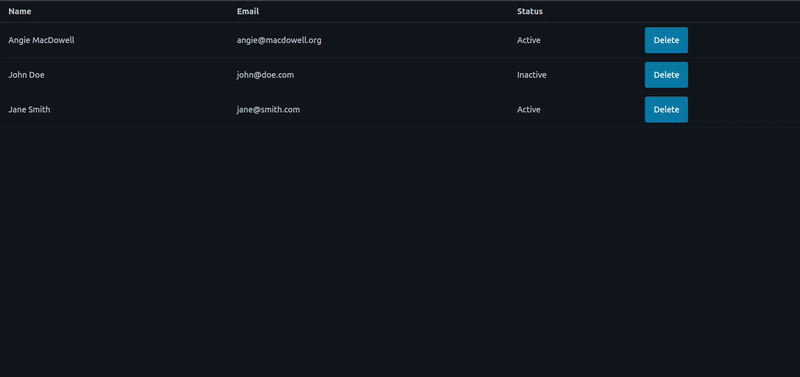 Name Email Status
Angie MacDowell angie@macdowell.org Active Delete
John Doe john@doe.com Inactive Delete
Jane Smith jane@smith.com Active Delete